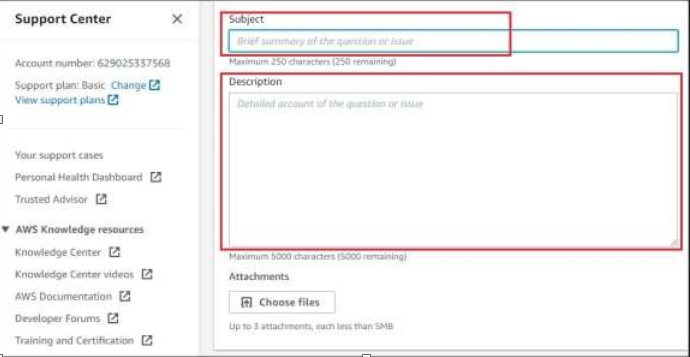 Support Center
Account number: 629025337568
Support plan: Basic Change
View support plans
Your support cases
Personal Health Dashboard
Trusted Advisor
AWS Knowledge resources
Knowledge Center
Knowledge Center videos
AWS Documentation
Developer Forums
Training and Certification
Subject
Brief summary of the question or issue
Maximum 250 characters (250 remaining)
Description
Detailed account of the question or issue
Maximum 5000 characters (5000 remaining)
Attachments
Choose files
Up to 3 attachments, each less than 5MB